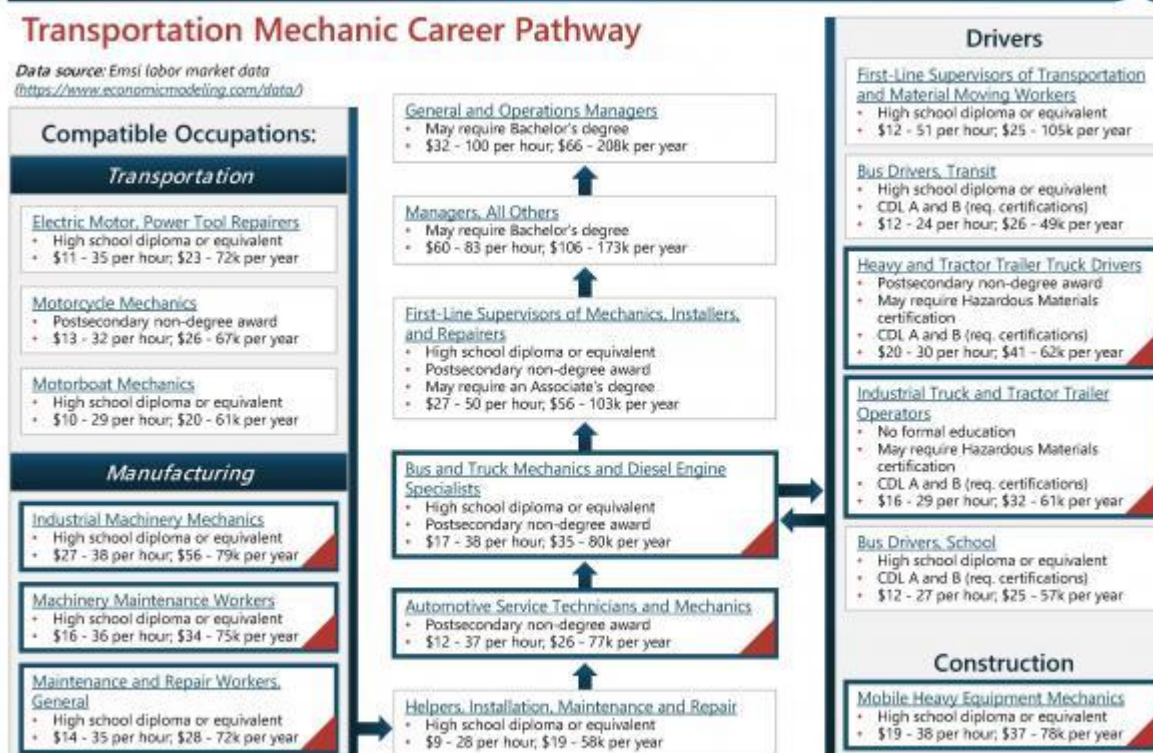 Transportation Mechanic Career Pathway
Data source: Emsi labor market data
(https://www.economicmodeling.com/data/)
Compatible Occupations:
Transportation
Electric Motor, Power Tool Repairers
• High school diploma or equivalent
• $11 - 35 per hour; $23 - 72k per year
Motorcycle Mechanics
• Postsecondary non-degree award
• $13 - 32 per hour; $26 - 67k per year
Motorboat Mechanics
• High school diploma or equivalent
• $10 - 29 per hour; $20 - 61k per year
Manufacturing
Industrial Machinery Mechanics
• High school diploma or equivalent
• $27 - 38 per hour; $56 - 79k per year
Machinery Maintenance Workers
• High school diploma or equivalent
• $16 - 36 per hour; $34 - 75k per year
Maintenance and Repair Workers,
General
• High school diploma or equivalent
• $14 - 35 per hour; $28 - 72k per year
General and Operations Managers
• May require Bachelor's degree
• $32 - 100 per hour; $66 - 208k per year
Managers, All Others
• May require Bachelor's degree
• $60 - 83 per hour; $106 - 173k per year
First-Line Supervisors of Mechanics, Installers,
and Repairers
• High school diploma or equivalent
• Postsecondary non-degree award
• May require an Associate's degree
• $27 - 50 per hour; $56 - 103k per year
Bus and Truck Mechanics and Diesel Engine
Specialists
• High school diploma or equivalent
• Postsecondary non-degree award
• $17 - 38 per hour; $35 - 80k per year
Automotive Service Technicians and Mechanics
• Postsecondary non-degree award
• $12 - 37 per hour; $26 - 77k per year
Helpers, Installation, Maintenance and Repair
• High school diploma or equivalent
• $9 - 28 per hour, $19 - 58k per year
Drivers
First-Line Supervisors of Transportation
and Material Moving Workers
• High school diploma or equivalent
• $12 - 51 per hour; $25 - 105k per year
Bus Drivers, Transit
• High school diploma or equivalent
• CDL A and B (req. certifications)
• $12 - 24 per hour; $26 - 49k per year
Heavy and Tractor Trailer Truck Drivers
• Postsecondary non-degree award
• May require Hazardous Materials
certification
• CDL A and B (req. certifications)
• $20 - 30 per hour; $41 - 62k per year
Industrial Truck and Tractor Trailer
Operators
• No formal education
• May require Hazardous Materials
certification
• CDL A and B (req. certifications)
• $16 - 29 per hour; $32 - 61k per year
Bus Drivers, School
• High school diploma or equivalent
• CDL A and B (req. certifications)
• $12 - 27 per hour; $25 - 57k per year
Construction
Mobile Heavy Equipment Mechanics
• High school diploma or equivalent
• $19 - 38 per hour; $37 - 78k per year